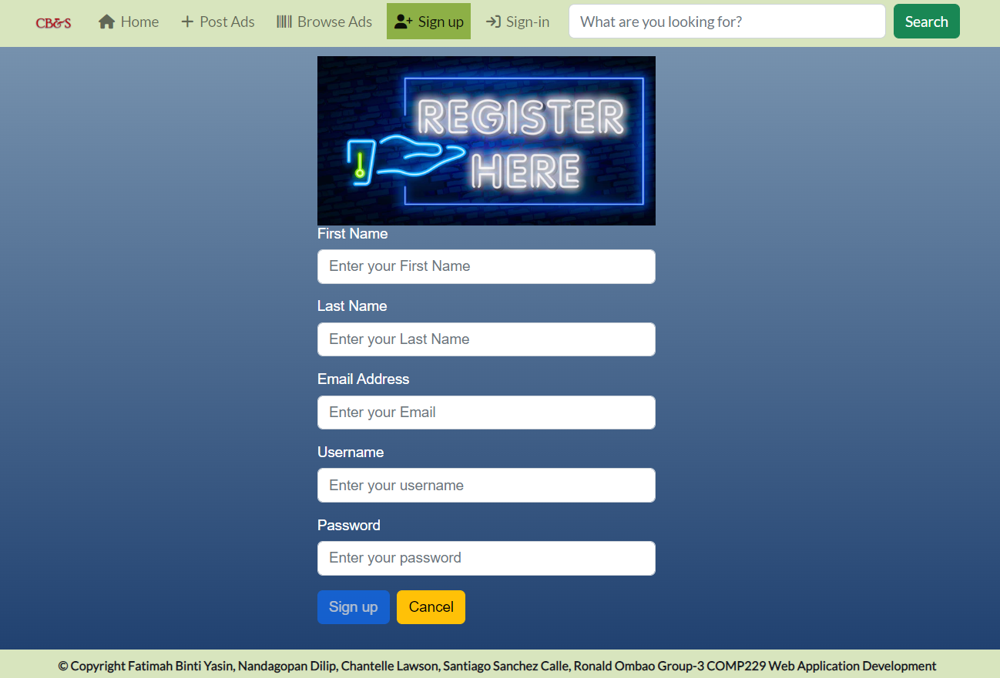 CB&S Home Post Ads Browse Ads Sign up Sign-in What are you looking for? Search
REGISTER
HERE
First Name
Enter your First Name
Last Name
Enter your Last Name
Email Address
Enter your Email
Username
Enter your username
Password
Enter your password
Sign up Cancel
© Copyright Fatimah Binti Yasin, Nandagopan Dilip, Chantelle Lawson, Santiago Sanchez Calle, Ronald Ombao Group-3 COMP229 Web Application Development